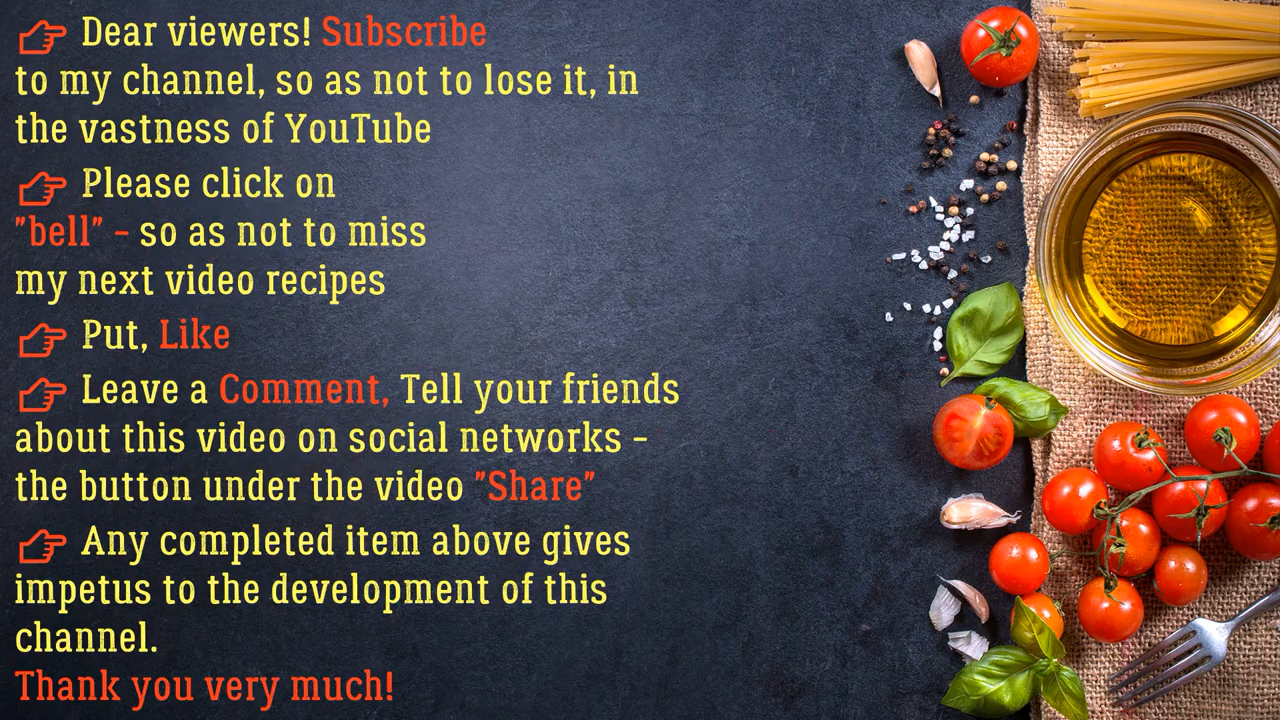 Dear viewers! Subscribe
to my channel, so as not to lose it, in
the vastness of YouTube
Please click on
"bell" - so as not to miss
my next video recipes
Put, Like
Leave a Comment, Tell your friends
about this video on social networks -
the button under the video "Share"
Any completed item above gives
impetus to the development of this
channel.
Thank you very much!